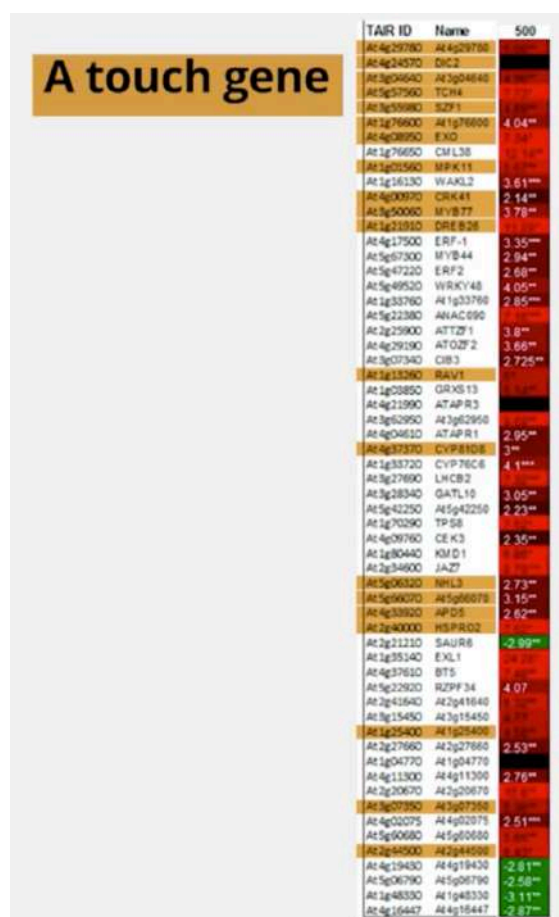 A touch gene
TAIR ID Name 500
At4g29780 At4g29780
At4g24570 DIC2
At3g04640 At3g04640
At5g57560 TCH4
At3g55980 SZF1
At1g76600 At1g76600 4.04**
At4g08950 EXO
At1g76650 CML38
At1g01560 MPK11
At1g16130 WAKL2 3.61***
At4g00970 CRK41 2.14**
At3g50060 MYB77 3.78**
At1g21910 DREB26
At4g17500 ERF-1 3.35***
At5g67300 MYB44 2.94**
At5g47220 ERF2 2.68**
At5g49520 WRKY48 4.05**
At1g33760 At1g33760 2.85***
At5g22380 ANAC090
At2g25900 ATTZF1 3.8**
At4g29190 ATOZF2 3.66**
At3g07340 CIB3 2.725**
At1g13260 RAV1
At1g03850 GRXS13
At4g21990 ATAPR3
At3g62950 At3g62950
At4g04610 ATAPR1 2.95**
At4g37370 CYP81D8 3**
At1g33720 CYP76C6 4.1***
At3g27690 LHCB2
At3g28340 GATL10 3.05**
At5g42250 At5g42250 2.23**
At1g70290 TPS8
At4g09760 CEK3 2.35**
At1g80440 KMD1
At2g34600 JAZ7
At5g06320 NHL3 2.73**
At5g66070 At5g66070 3.15**
At4g33920 APD5 2.62**
At2g40000 HSPRO2
At2g21210 SAUR6 -2.99**
At1g35140 EXL1
At4g37610 BT5
At5g22920 RZPF34 4.07
At2g41640 At2g41640
At3g15450 At3g15450
At1g25400 At1g25400
At2g27660 At2g27660 2.53**
At1g04770 At1g04770
At4g11300 At4g11300 2.76**
At2g20670 At2g20670
At3g07350 At3g07350
At4g02075 At4g02075 2.51***
At5g60680 At5g60680
At2g44500 At2g44500
At4g19430 At4g19430 -2.81**
At5g06790 At5g06790 -2.58**
At1g48330 At1g48330 -3.11**
At4g16447 At4g16447 -2.87**